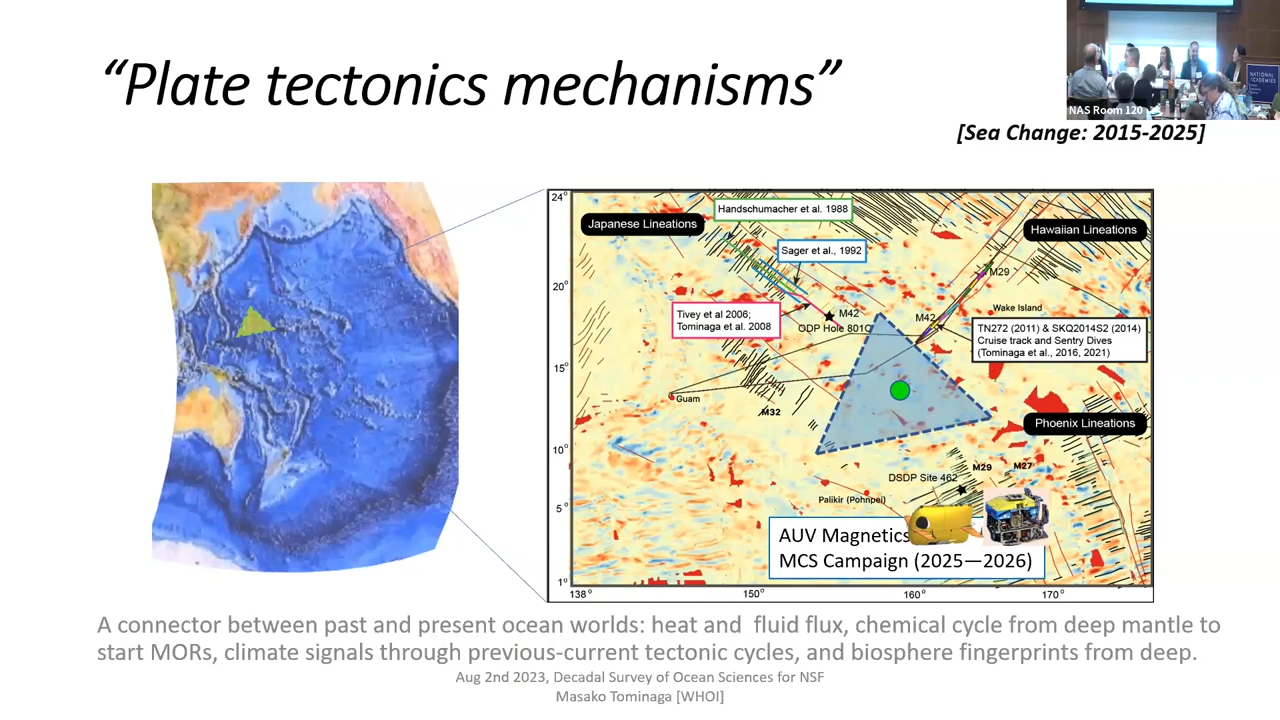 “Plate tectonics mechanisms”
NAS Room 120
NATIONAL
ACADEMIES
[Sea Change: 2015-2025]
24°
20°
15°
10°
5°
1°
138°
150°
160°
170°
Handschumacher et al. 1988
Japanese Lineations
Hawaiian Lineations
Sager et al., 1992
M29
Wake Island
Tivey et al 2006;
Tominaga et al. 2008
M42
ODP Hole 801C
M42
TN272 (2011) & SKQ2014S2 (2014)
Cruise track and Sentry Dives
(Tominaga et al., 2016, 2021)
Guam
M32
Phoenix Lineations
M29
M27
DSDP Site 462
Palikir (Pohnpei)
AUV Magnetics
MCS Campaign (2025—2026)
A connector between past and present ocean worlds: heat and fluid flux, chemical cycle from deep mantle to
start MORs, climate signals through previous-current tectonic cycles, and biosphere fingerprints from deep.
Aug 2nd 2023, Decadal Survey of Ocean Sciences for NSF
Masako Tominaga [WHOI]